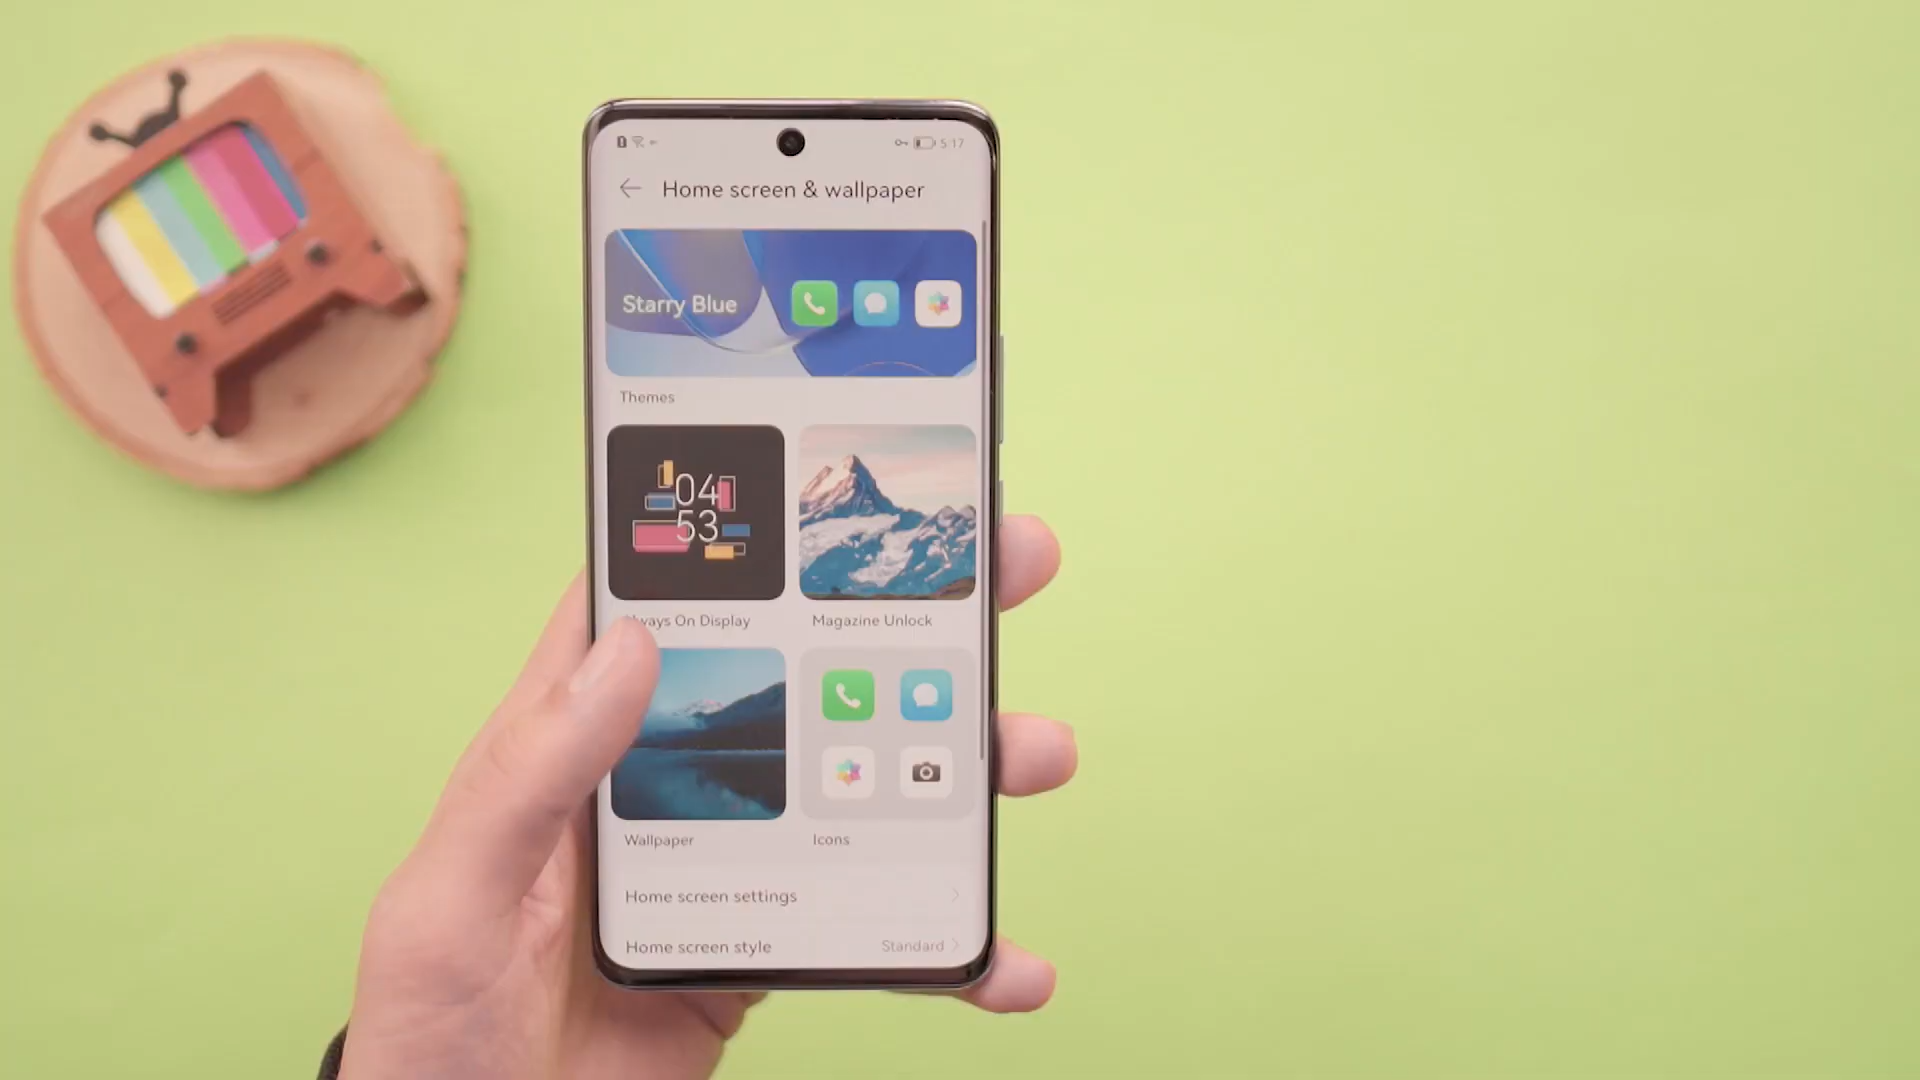 5:17
Home screen & wallpaper
Starry Blue
Themes
04
53
Always On Display
Magazine Unlock
Wallpaper
Icons
Home screen settings
Home screen style
Standard